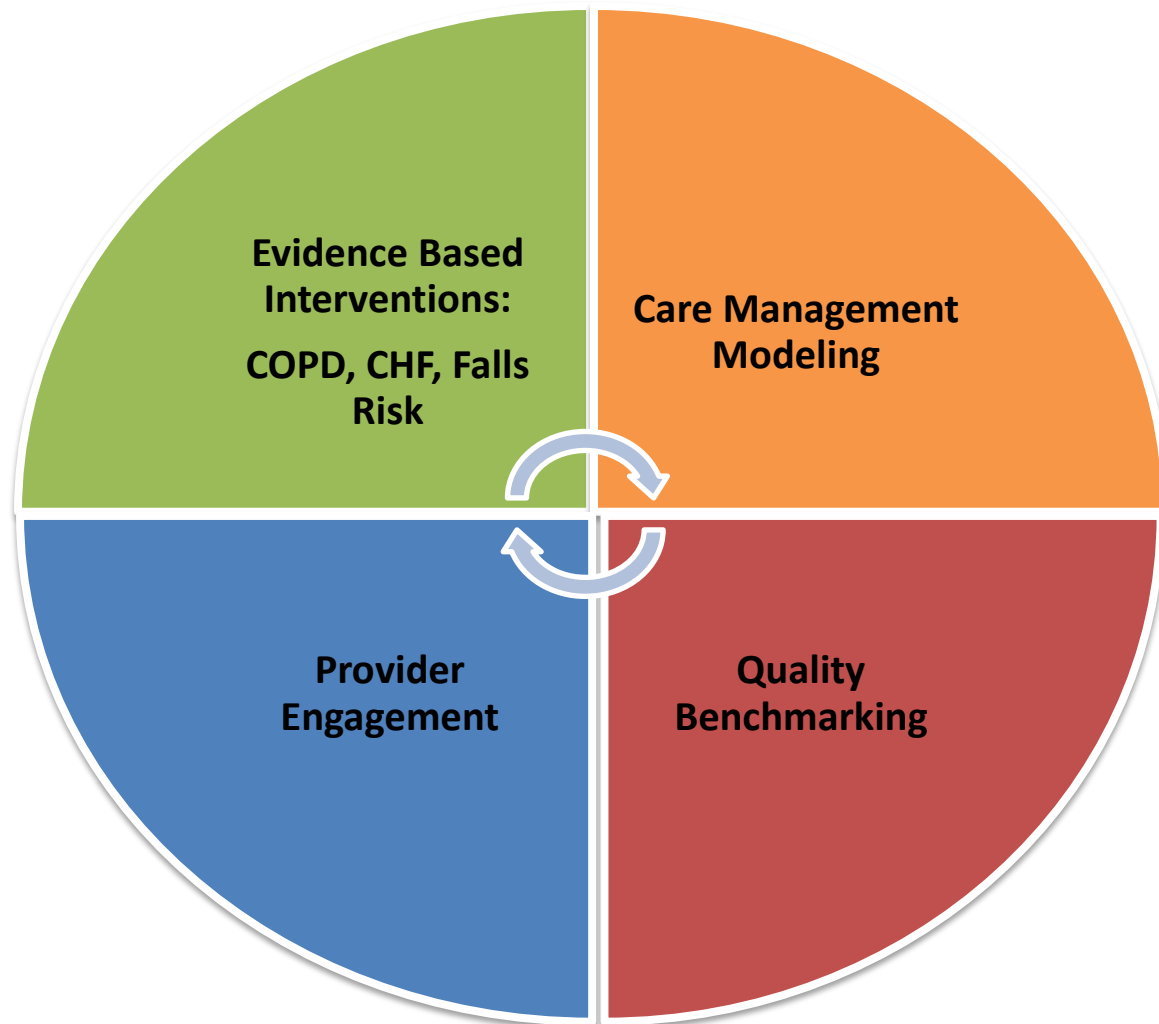 Evidence Based
Interventions:
COPD, CHF, Falls
Risk
Care Management
Modeling
Provider
Engagement
Quality
Benchmarking